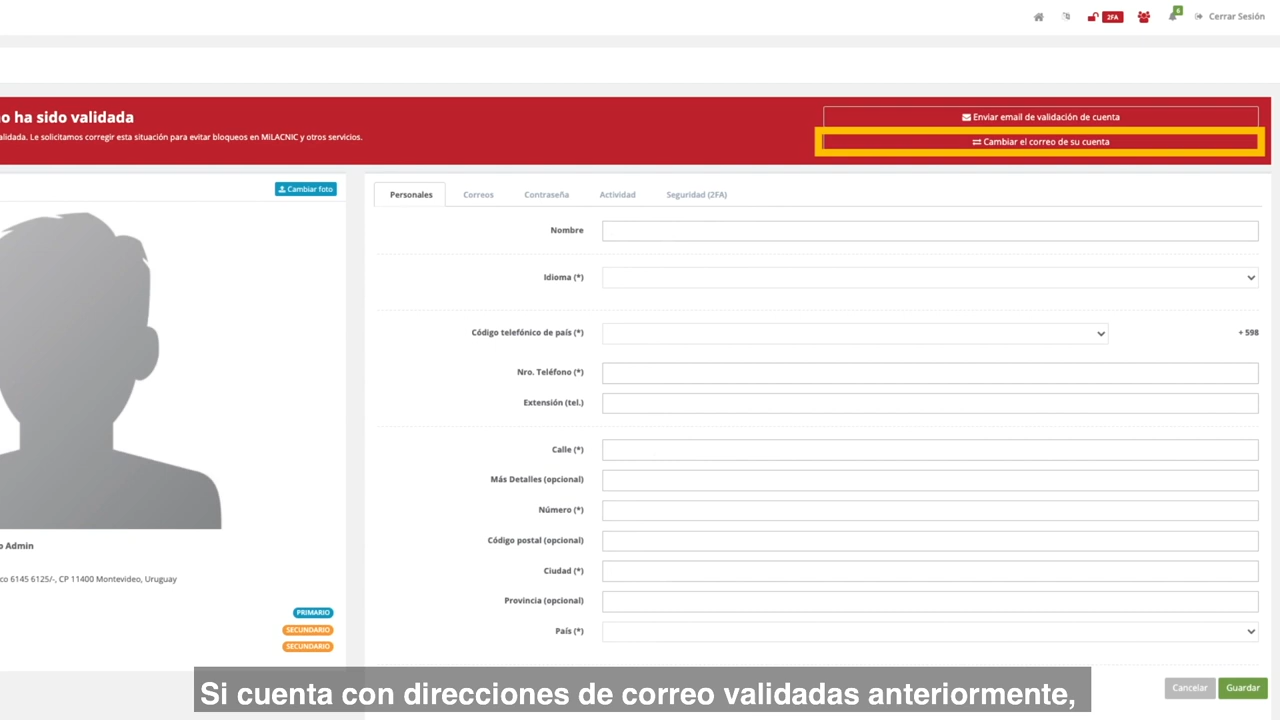 6
2FA
Cerrar Sesión
o ha sido validada
alidada. Le solicitamos corregir esta situación para evitar bloqueos en MiLACNIC y otros servicios.
Enviar email de validación de cuenta
Cambiar el correo de su cuenta
Cambiar foto
Personales
Correos
Contraseña
Actividad
Seguridad (2FA)
Nombre
Idioma (*)
Código telefónico de país (*)
+ 598
Nro. Teléfono (*)
Extensión (tel.)
Calle (*)
Más Detalles (opcional)
Número (*)
Código postal (opcional)
Ciudad (*)
Provincia (opcional)
País (*)
o Admin
co 6145 6125/-, CP 11400 Montevideo, Uruguay
PRIMARIO
SECUNDARIO
SECUNDARIO
Cancelar
Guardar
Si cuenta con direcciones de correo validadas anteriormente,